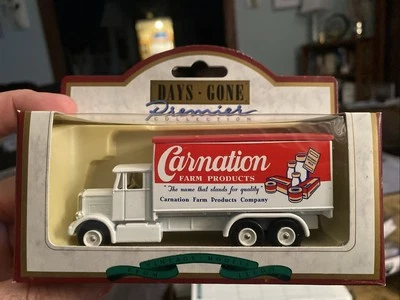 DAYS · GONE
Premier
COLLECTION
Carnation
FARM PRODUCTS
"The name that stands for quality"
Carnation Farm Products Company